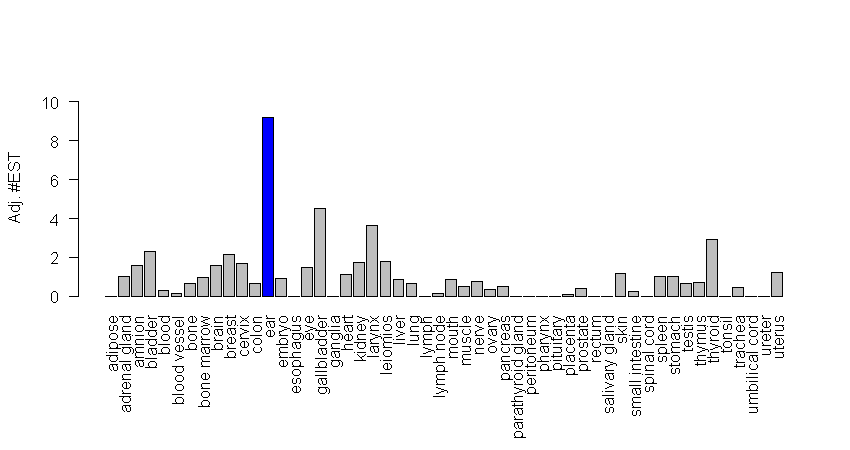 Adj. #EST
10
8
6
4
2
0
adipose
adrenal gland
amnion
bladder
blood
blood vessel
bone
bone marrow
brain
breast
cervix
colon
ear
embryo
esophagus
eye
gallbladder
ganglia
heart
kidney
larynx
leiomios
liver
lung
lymph
lymph node
mouth
muscle
nerve
ovary
pancreas
parathyroid gland
peritoneum
pharynx
pituitary
placenta
prostate
rectum
salivary gland
skin
small intestine
spinal cord
spleen
stomach
testis
thymus
thyroid
tonsil
trachea
umbilical cord
ureter
uterus